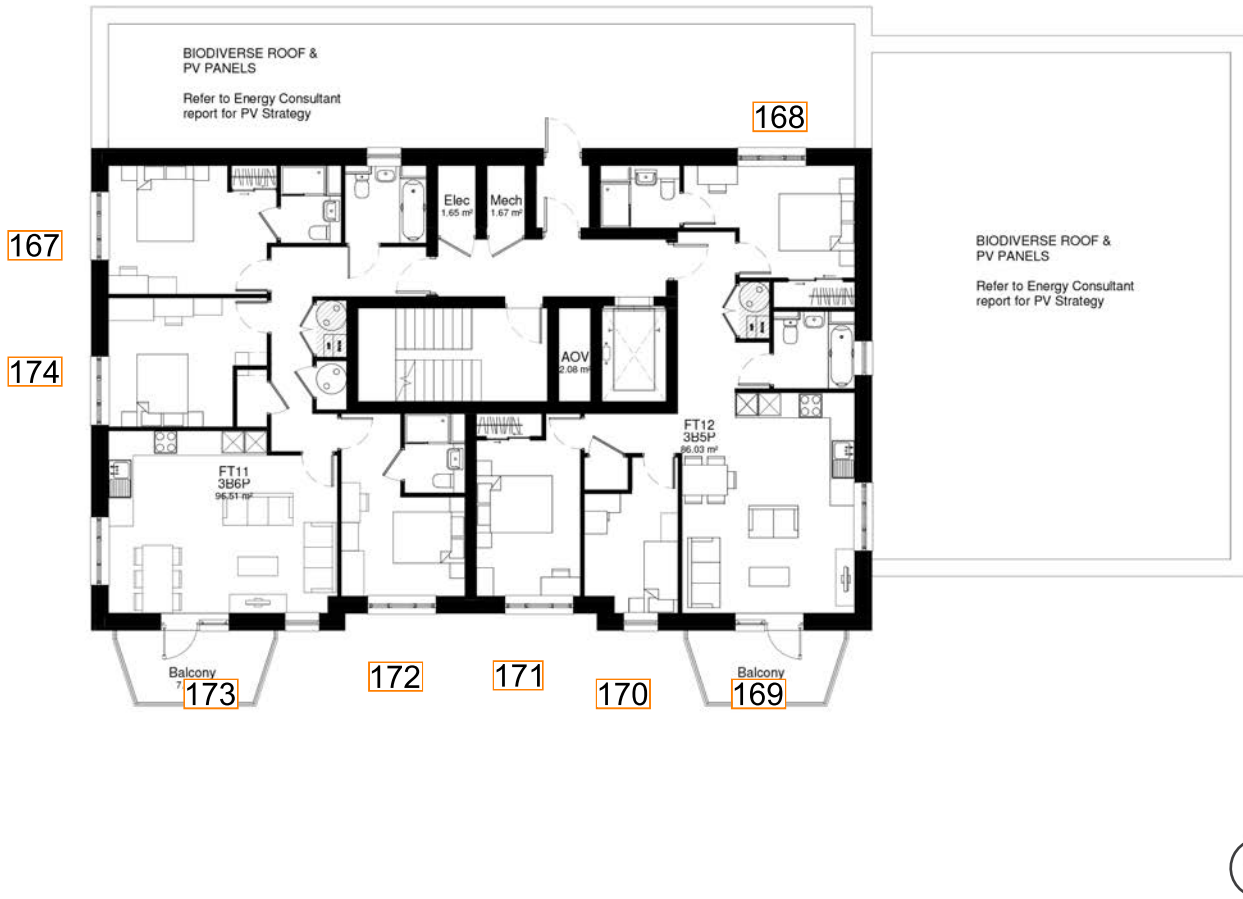 BIODIVERSE ROOF &
PV PANELS
Refer to Energy Consultant
report for PV Strategy
168
Elec
1.65 m²
Mech
1.67 m²
167
BIODIVERSE ROOF &
PV PANELS
Refer to Energy Consultant
report for PV Strategy
174
AOV
2.08 m²
FT11
3B6P
96.51 m²
FT12
3B5P
86.03 m²
Balcony
173
172
171
170
Balcony
169